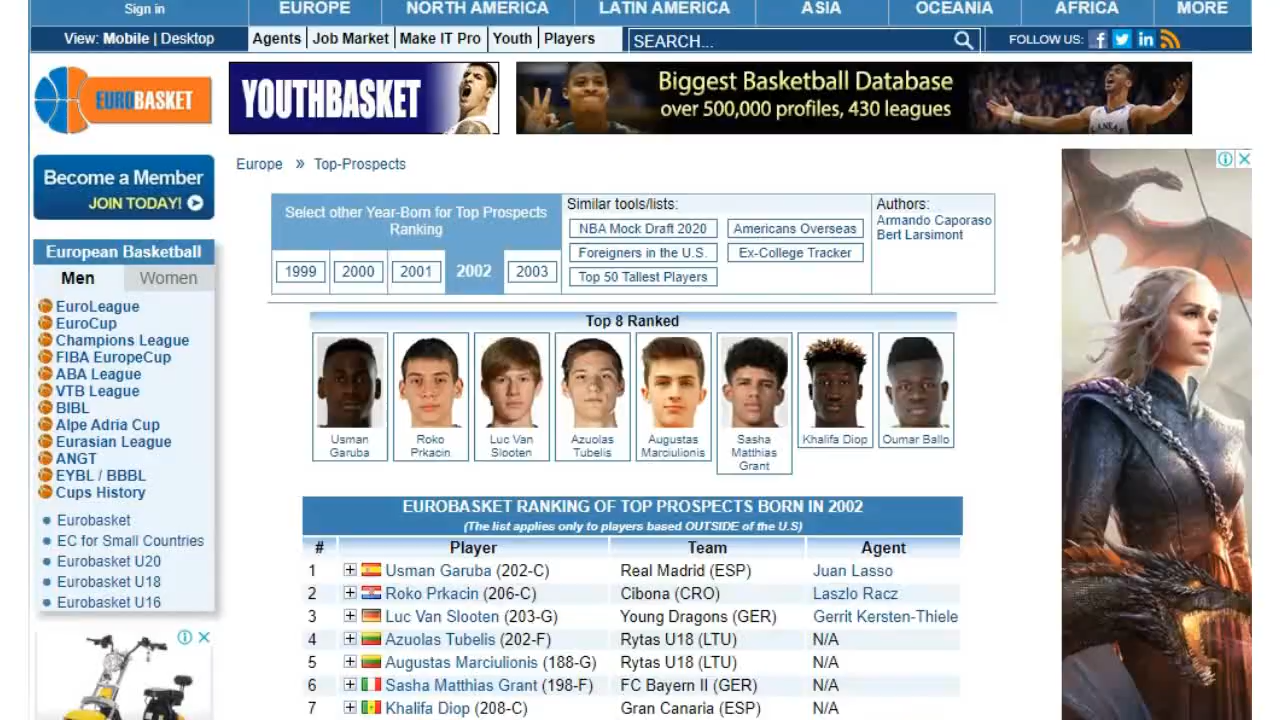 Sign in
EUROPE
NORTH AMERICA
LATIN AMERICA
ASIA
OCEANIA
AFRICA
MORE
View: Mobile | Desktop
Agents
Job Market
Make IT Pro
Youth
Players
SEARCH...
FOLLOW US:
EUROBASKET
YOUTHBASKET
Biggest Basketball Database
over 500,000 profiles, 430 leagues
KANSAS
Become a Member
JOIN TODAY!
Europe » Top-Prospects
Select other Year-Born for Top Prospects
Ranking
1999
2000
2001
2002
2003
Similar tools/lists:
NBA Mock Draft 2020
Americans Overseas
Foreigners in the U.S.
Ex-College Tracker
Top 50 Tallest Players
Authors:
Armando Caporaso
Bert Larsimont
European Basketball
Men
Women
EuroLeague
EuroCup
Champions League
FIBA EuropeCup
ABA League
VTB League
BIBL
Alpe Adria Cup
Eurasian League
ANGT
EYBL / BBBL
Cups History
Eurobasket
EC for Small Countries
Eurobasket U20
Eurobasket U18
Eurobasket U16
Top 8 Ranked
Usman
Garuba
Roko
Prkacin
Luc Van
Slooten
Azuolas
Tubelis
Augustas
Marciulionis
Sasha
Matthias
Grant
Khalifa Diop
Oumar Ballo
EUROBASKET RANKING OF TOP PROSPECTS BORN IN 2002
(The list applies only to players based OUTSIDE of the U.S)
# Player Team Agent
1 Usman Garuba (202-C) Real Madrid (ESP) Juan Lasso
2 Roko Prkacin (206-C) Cibona (CRO) Laszlo Racz
3 Luc Van Slooten (203-G) Young Dragons (GER) Gerrit Kersten-Thiele
4 Azuolas Tubelis (202-F) Rytas U18 (LTU) N/A
5 Augustas Marciulionis (188-G) Rytas U18 (LTU) N/A
6 Sasha Matthias Grant (198-F) FC Bayern II (GER) N/A
7 Khalifa Diop (208-C) Gran Canaria (ESP) N/A